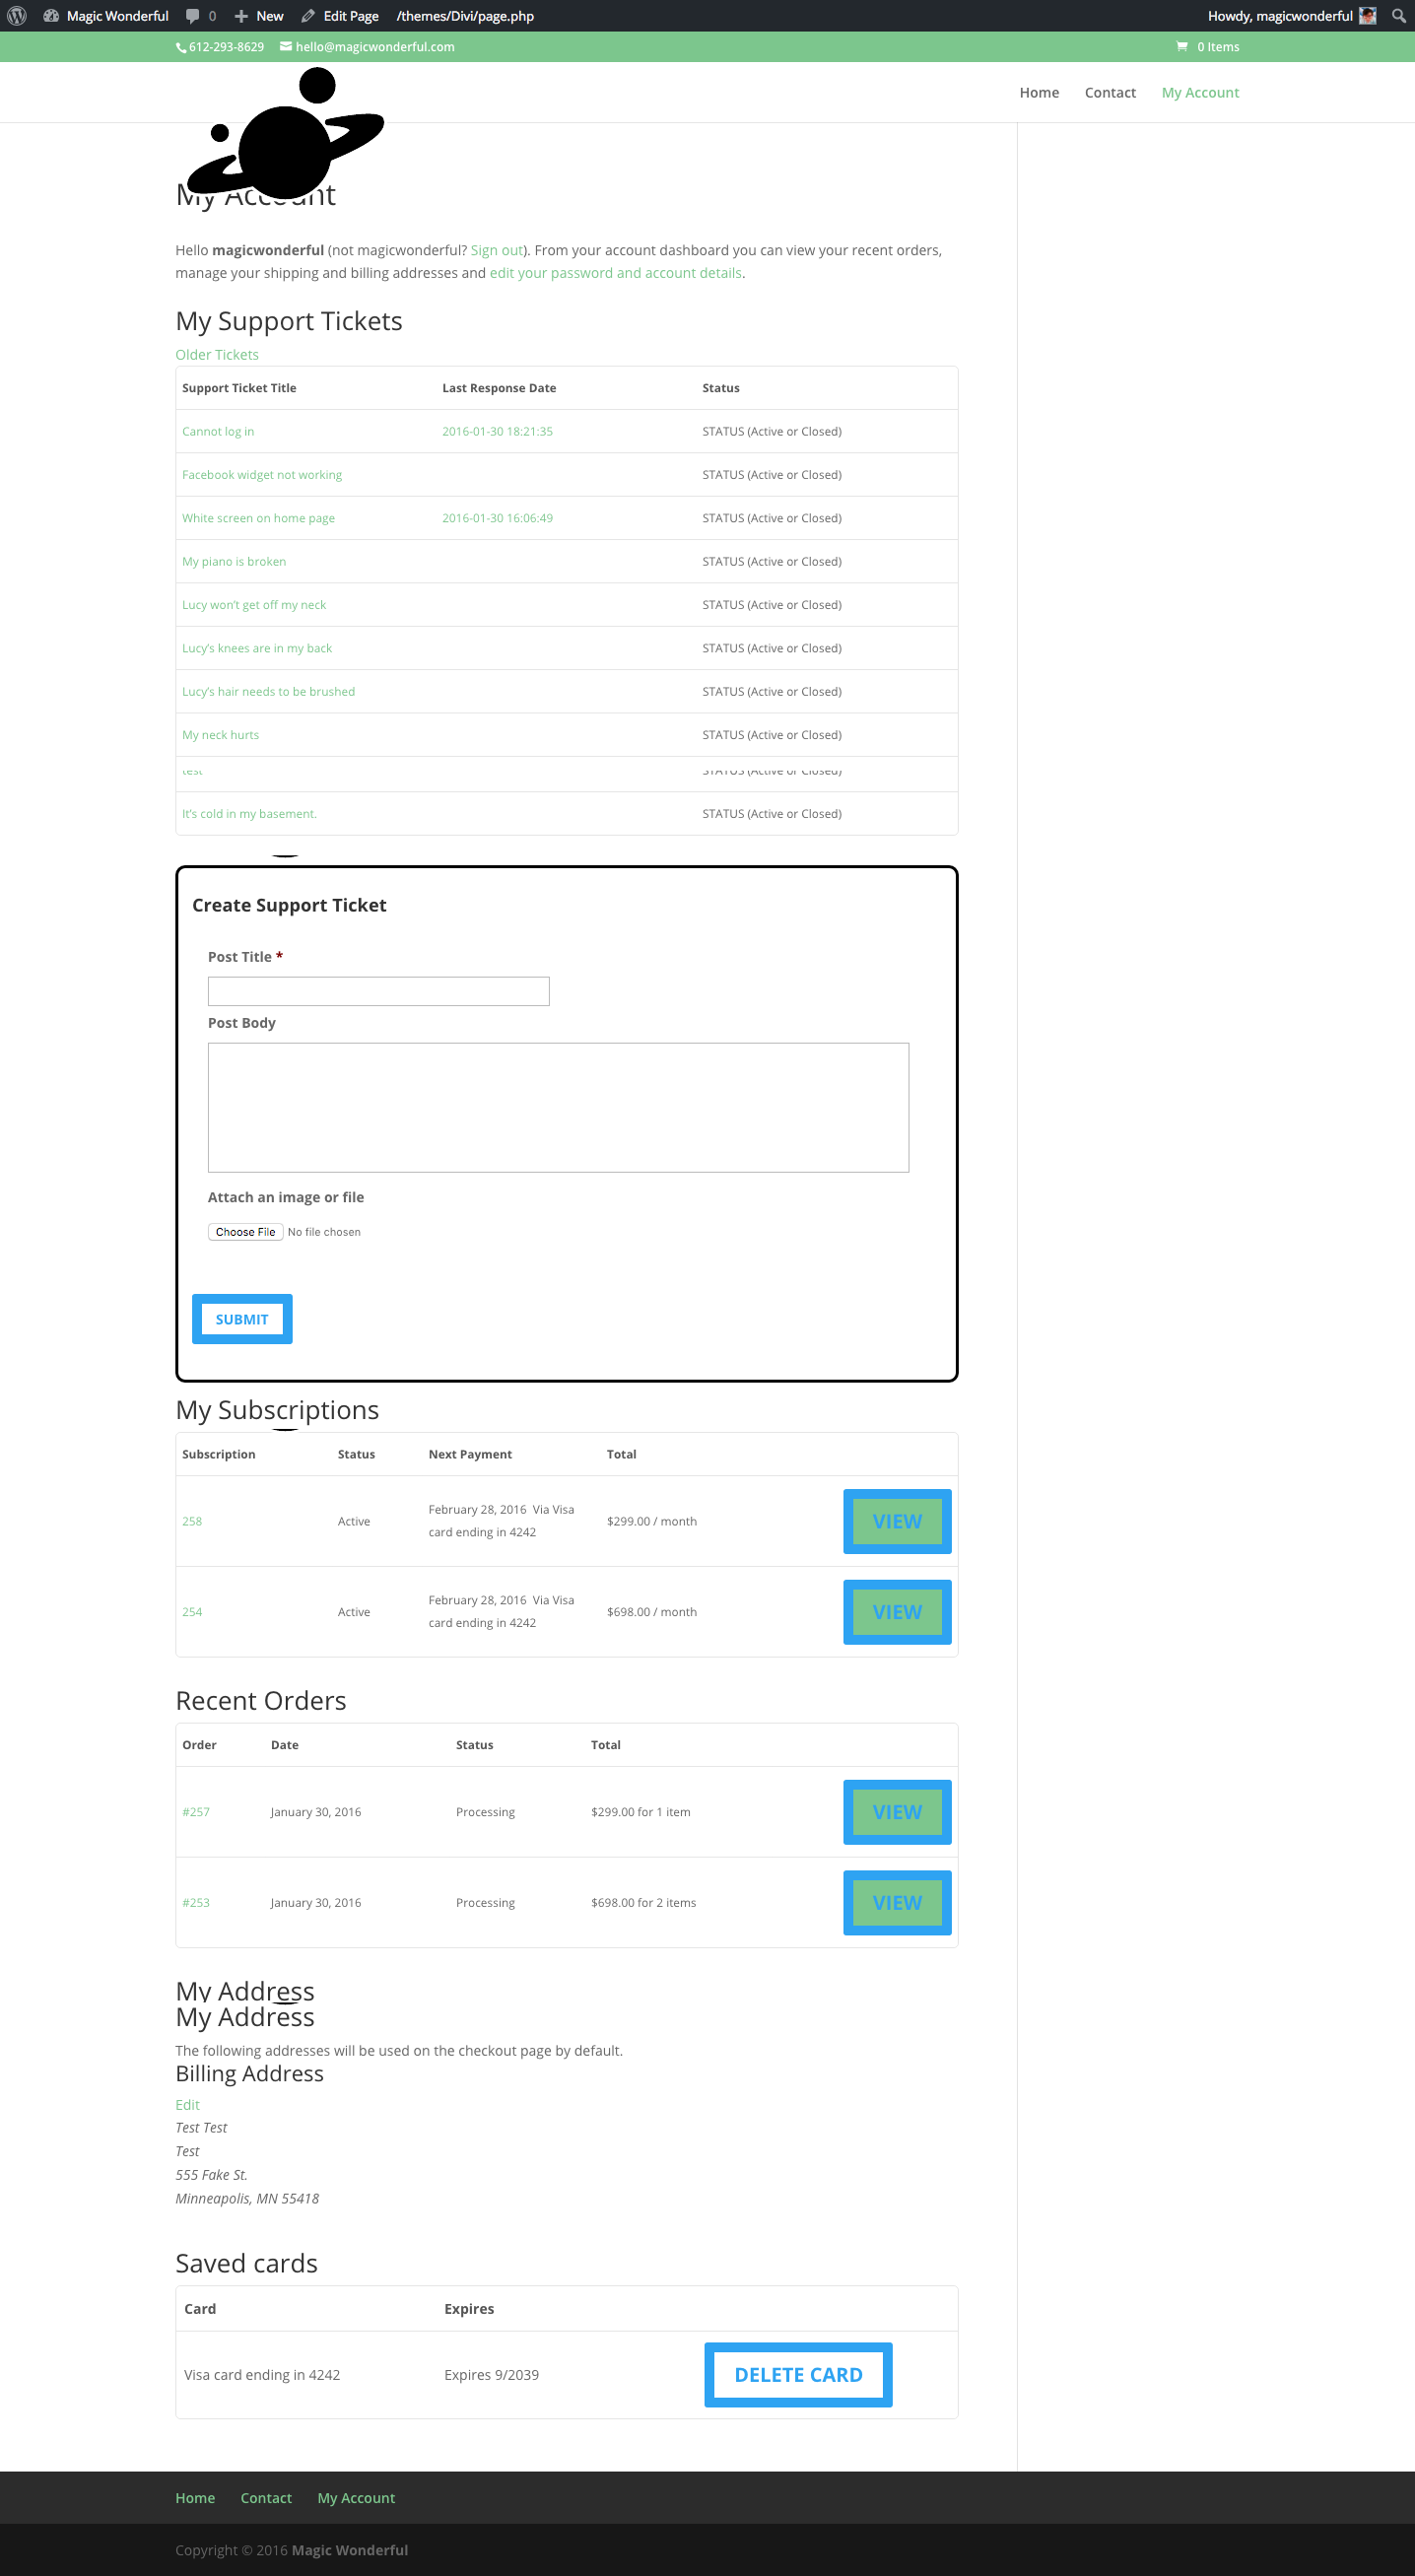 Magic Wonderful 0 New Edit Page /themes/Divi/page.php Howdy, magicwonderful
612-293-8629 hello@magicwonderful.com 0 Items
Home Contact My Account
My Account
Hello magicwonderful (not magicwonderful? Sign out). From your account dashboard you can view your recent orders,
manage your shipping and billing addresses and edit your password and account details.
My Support Tickets
Older Tickets
Support Ticket Title Last Response Date Status
Cannot log in 2016-01-30 18:21:35 STATUS (Active or Closed)
Facebook widget not working STATUS (Active or Closed)
White screen on home page 2016-01-30 16:06:49 STATUS (Active or Closed)
My piano is broken STATUS (Active or Closed)
Lucy won’t get off my neck STATUS (Active or Closed)
Lucy’s knees are in my back STATUS (Active or Closed)
Lucy’s hair needs to be brushed STATUS (Active or Closed)
My neck hurts STATUS (Active or Closed)
test STATUS (Active or Closed)
It’s cold in my basement. STATUS (Active or Closed)
Create Support Ticket
Post Title *
Post Body
Attach an image or file
Choose File No file chosen
SUBMIT
My Subscriptions
Subscription Status Next Payment Total
258 Active February 28, 2016 Via Visa card ending in 4242 $299.00 / month VIEW
254 Active February 28, 2016 Via Visa card ending in 4242 $698.00 / month VIEW
Recent Orders
Order Date Status Total
#257 January 30, 2016 Processing $299.00 for 1 item VIEW
#253 January 30, 2016 Processing $698.00 for 2 items VIEW
My Address
My Address
The following addresses will be used on the checkout page by default.
Billing Address
Edit
Test Test
Test
555 Fake St.
Minneapolis, MN 55418
Saved cards
Card Expires
Visa card ending in 4242 Expires 9/2039 DELETE CARD
Home Contact My Account
Copyright © 2016 Magic Wonderful